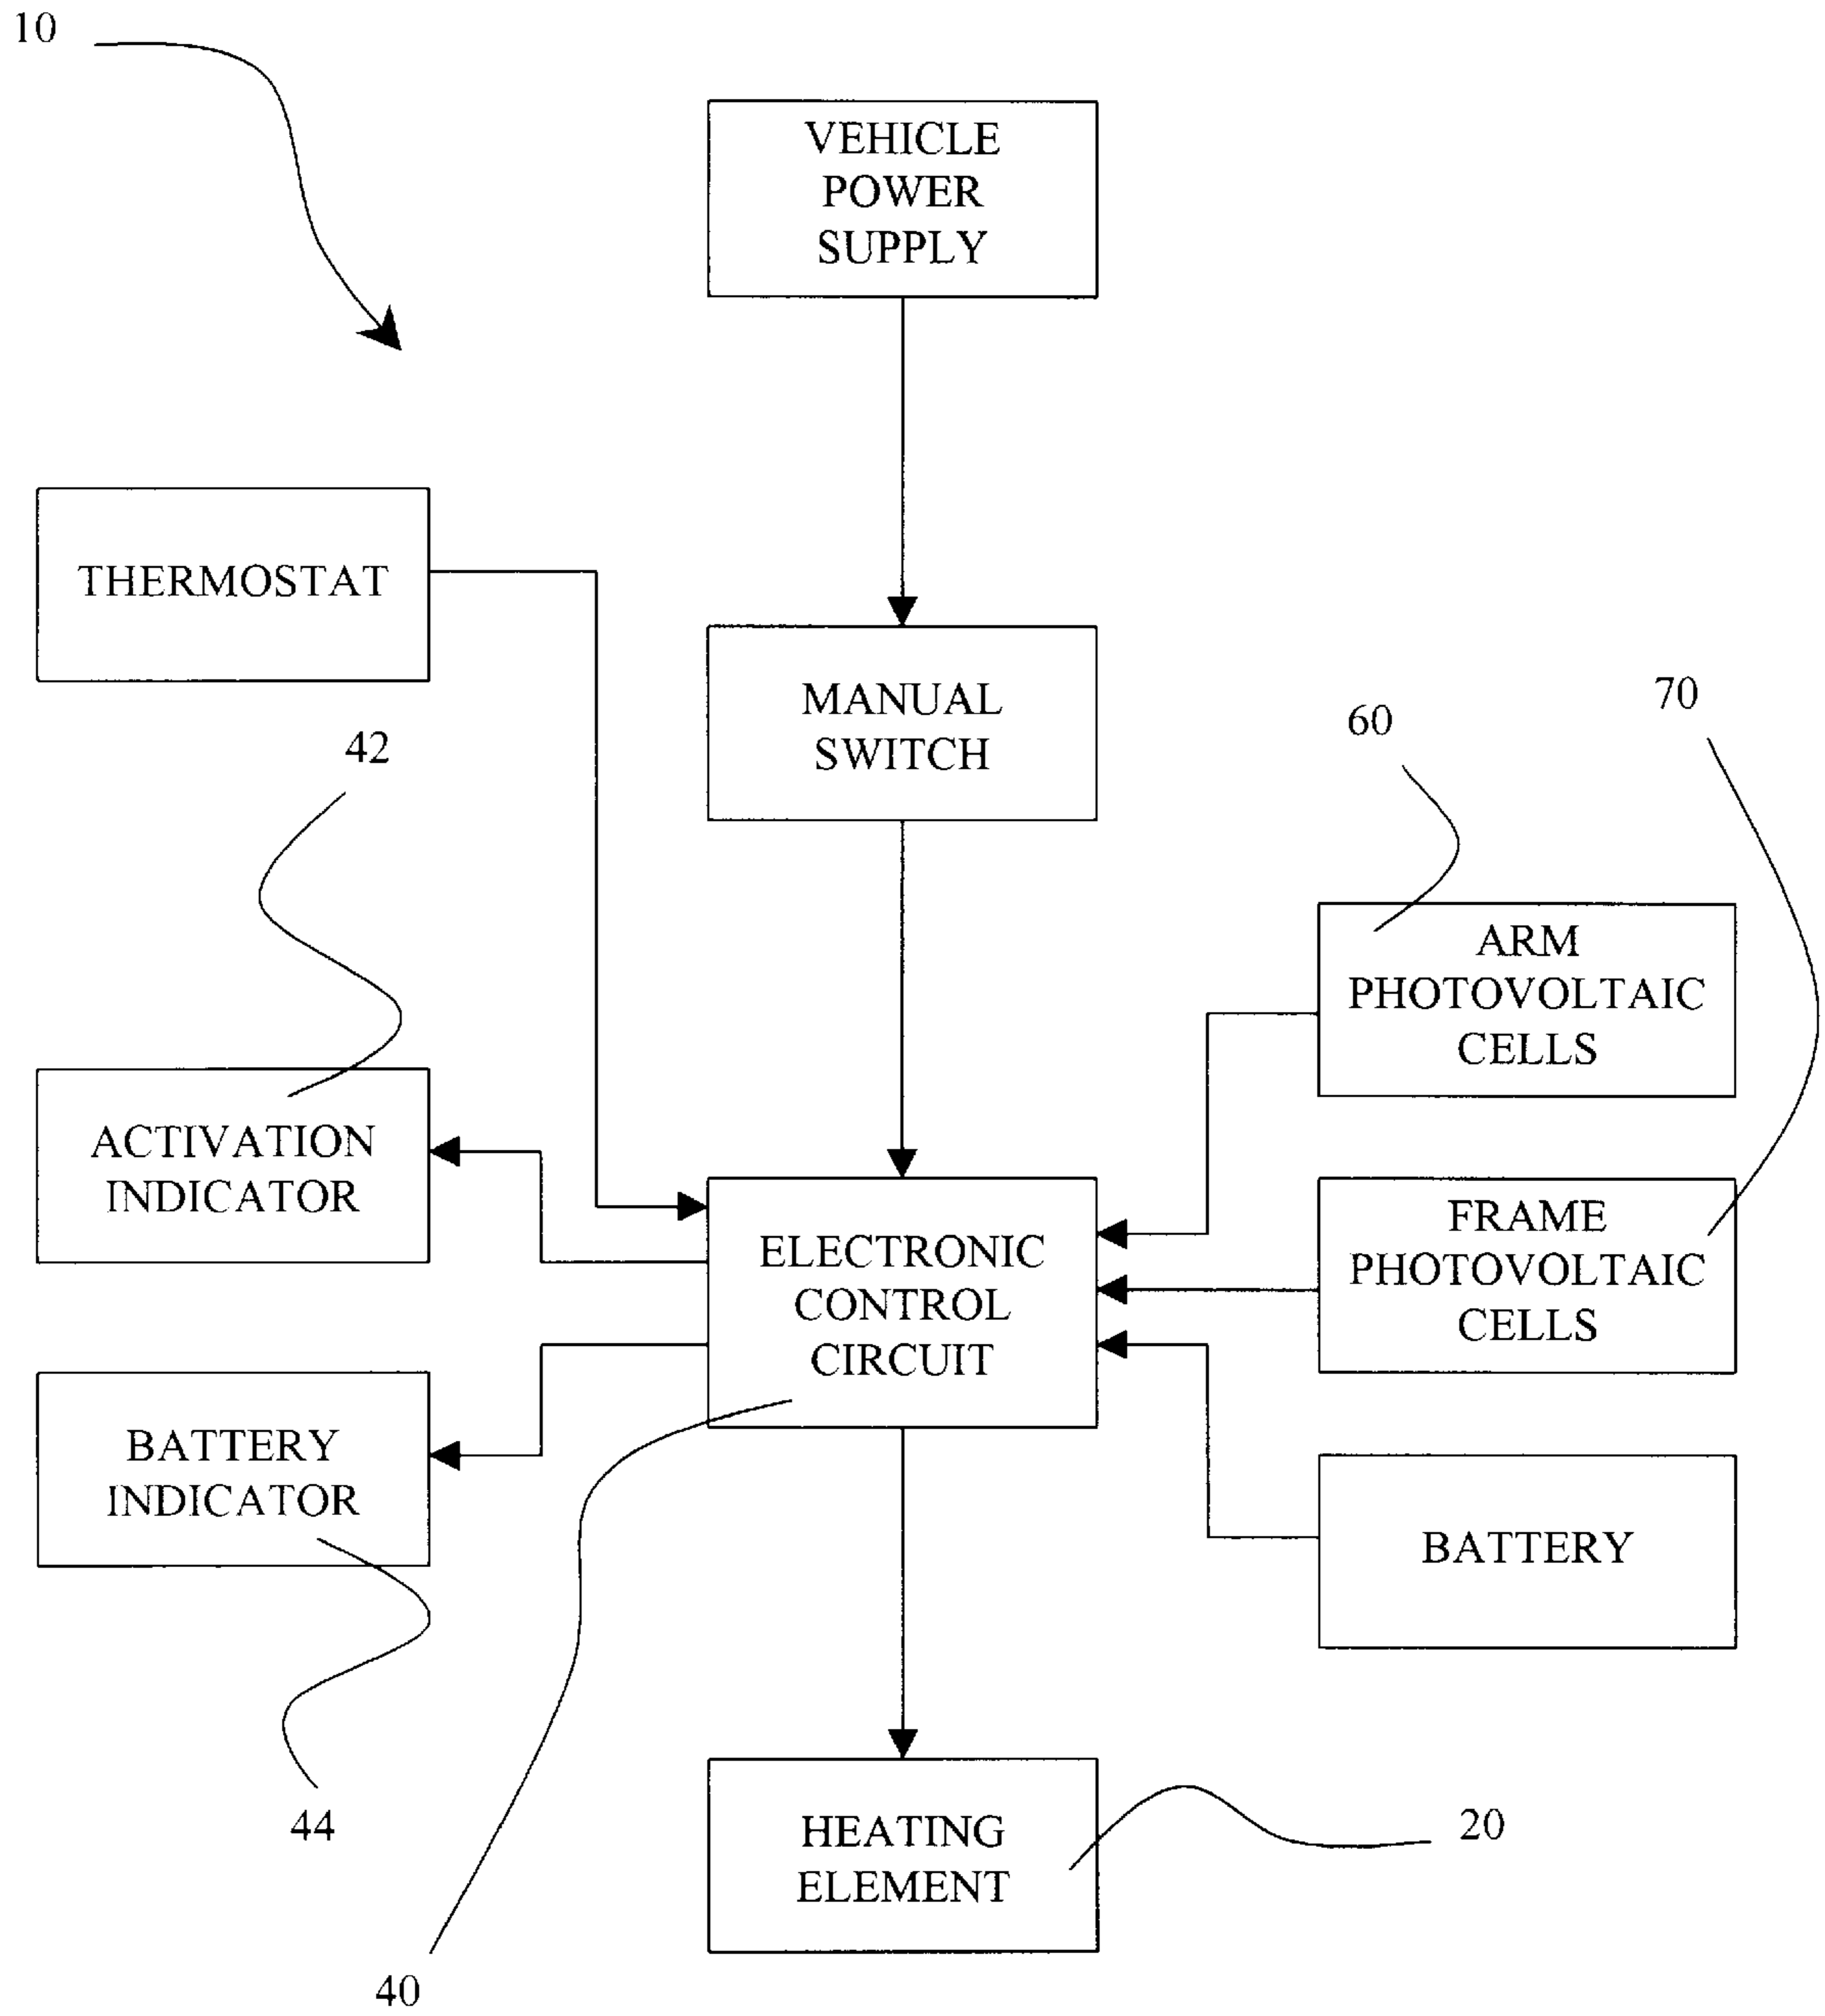 10
VEHICLE
POWER
SUPPLY
THERMOSTAT
MANUAL
SWITCH
42
60
70
ARM
PHOTOVOLTAIC
CELLS
ACTIVATION
INDICATOR
FRAME
PHOTOVOLTAIC
CELLS
ELECTRONIC
CONTROL
CIRCUIT
BATTERY
INDICATOR
BATTERY
44
HEATING
ELEMENT
20
40